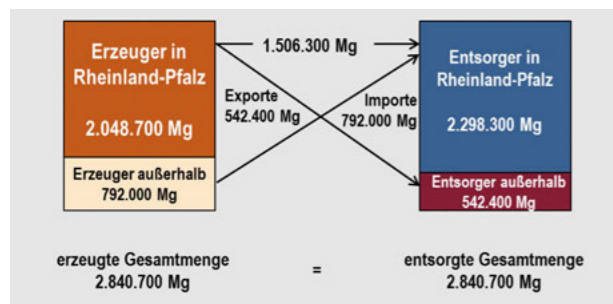 Erzeuger in
Rheinland-Pfalz
2.048.700 Mg
Erzeuger außerhalb
792.000 Mg
1.506.300 Mg
Exporte
542.400 Mg
Importe
792.000 Mg
Entsorger in
Rheinland-Pfalz
2.298.300 Mg
Entsorger außerhalb
542.400 Mg
erzeugte Gesamtmenge
2.840.700 Mg
=
entsorgte Gesamtmenge
2.840.700 Mg